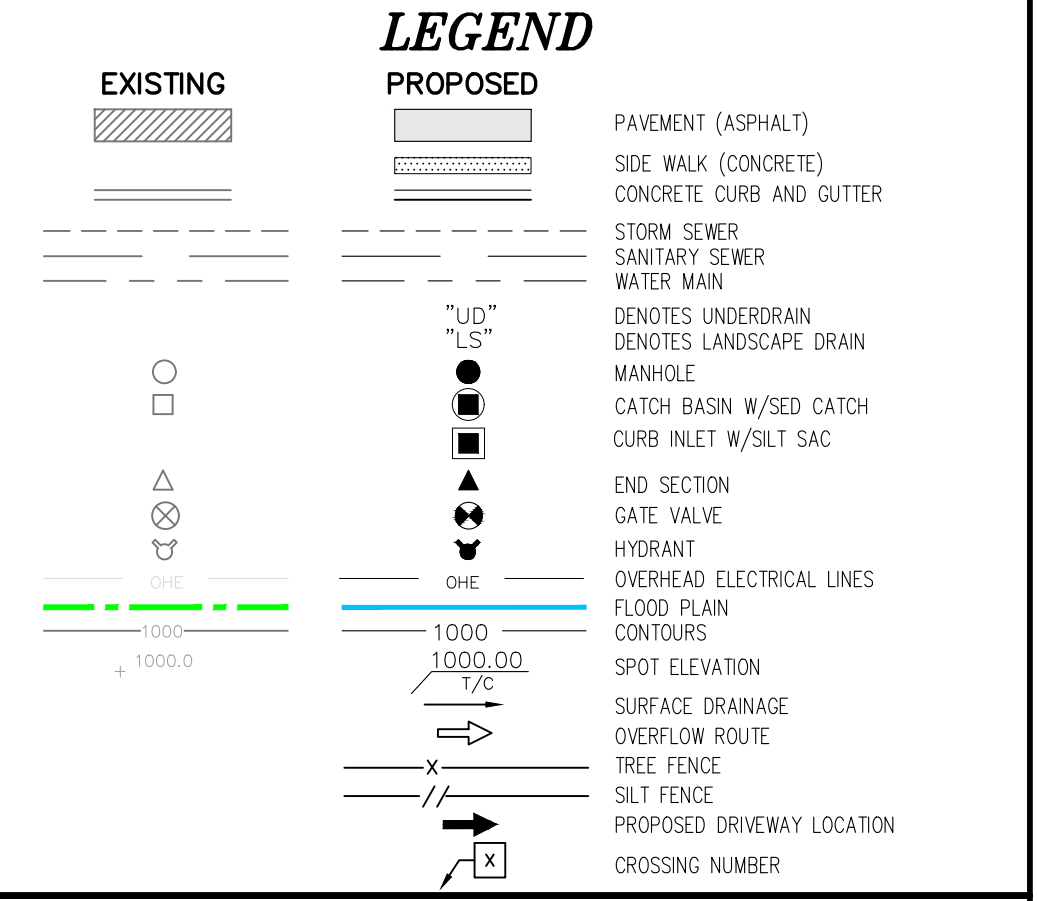 LEGEND
EXISTING PROPOSED
PAVEMENT (ASPHALT)
SIDE WALK (CONCRETE)
CONCRETE CURB AND GUTTER
STORM SEWER
SANITARY SEWER
WATER MAIN
"UD" DENOTES UNDERDRAIN
"LS" DENOTES LANDSCAPE DRAIN
MANHOLE
CATCH BASIN W/SED CATCH
CURB INLET W/SILT SAC
END SECTION
GATE VALVE
HYDRANT
OHE OHE OVERHEAD ELECTRICAL LINES
FLOOD PLAIN
1000 1000 CONTOURS
1000.0 1000.00 SPOT ELEVATION
T/C
SURFACE DRAINAGE
OVERFLOW ROUTE
X TREE FENCE
SILT FENCE
PROPOSED DRIVEWAY LOCATION
X CROSSING NUMBER